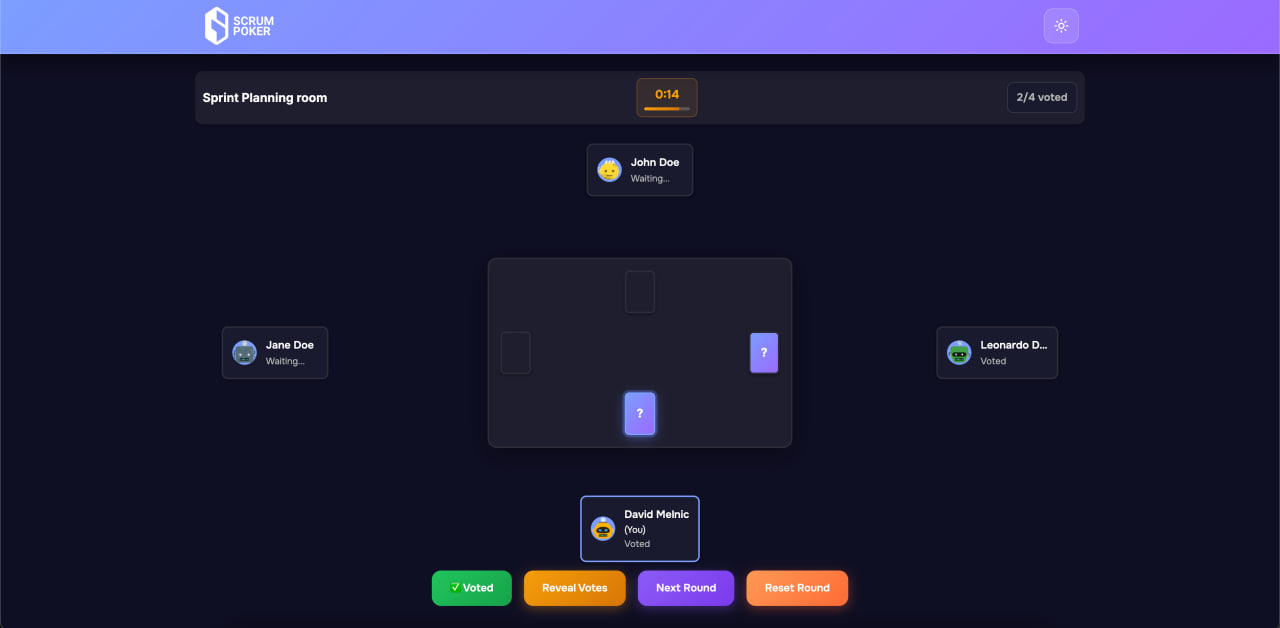 SCRUM
POKER
Sprint Planning room
0:14
2/4 voted
John Doe
Waiting...
Jane Doe
Waiting...
?
Leonardo D...
Voted
?
David Melnic
(You)
Voted
✅ Voted
Reveal Votes
Next Round
Reset Round